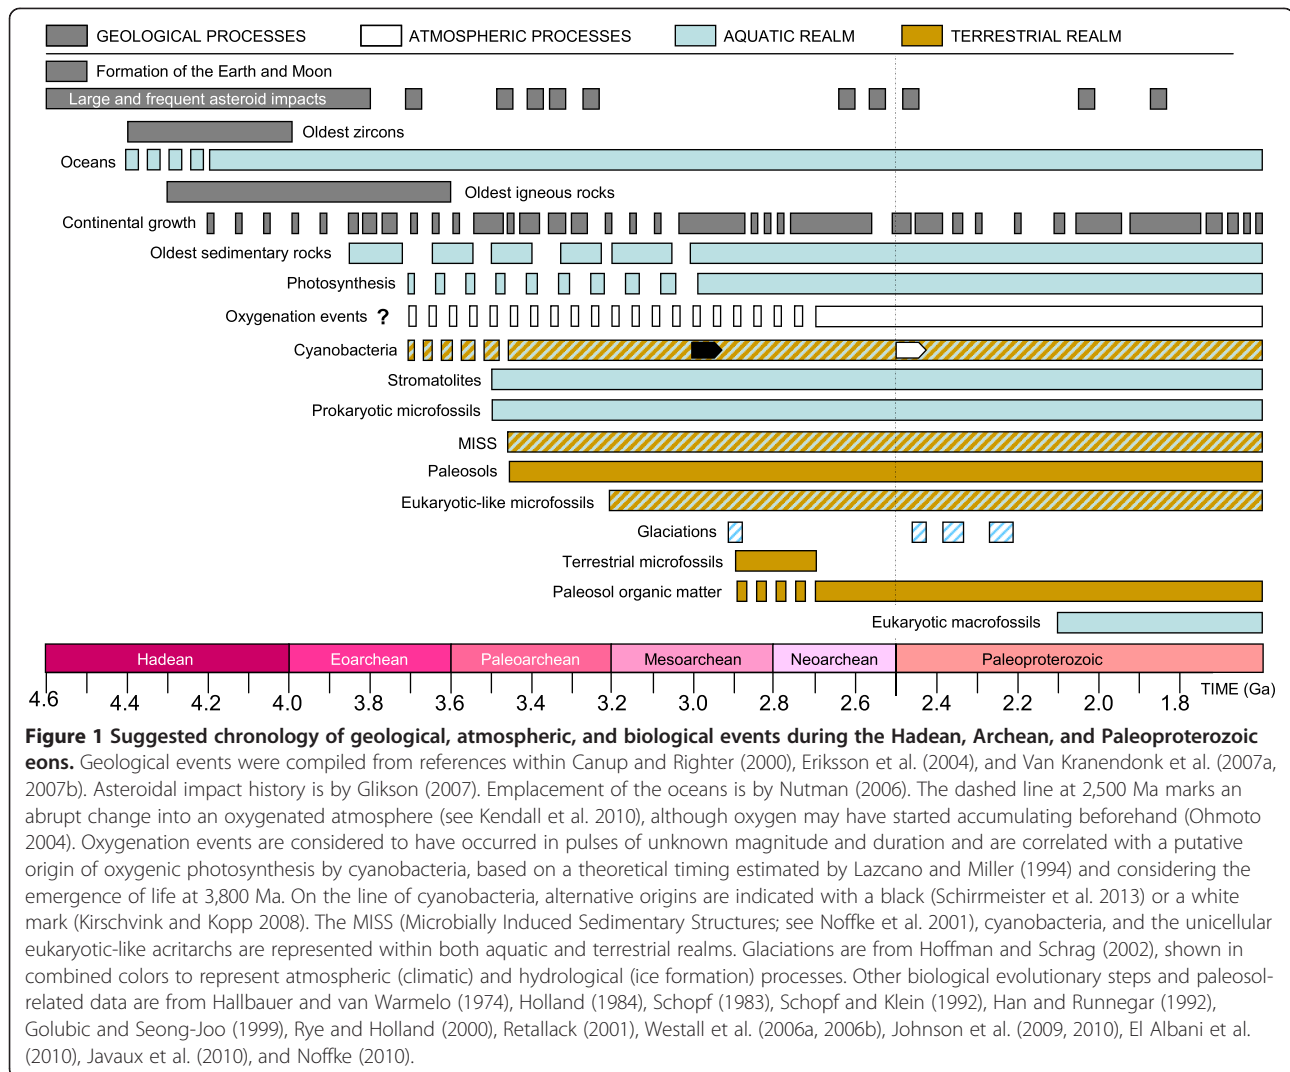 GEOLOGICAL PROCESSES ATMOSPHERIC PROCESSES AQUATIC REALM TERRESTRIAL REALM
Formation of the Earth and Moon
Large and frequent asteroid impacts
Oldest zircons
Oceans
Oldest igneous rocks
Continental growth
Oldest sedimentary rocks
Photosynthesis
Oxygenation events ?
Cyanobacteria
Stromatolites
Prokaryotic microfossils
MISS
Paleosols
Eukaryotic-like microfossils
Glaciations
Terrestrial microfossils
Paleosol organic matter
Eukaryotic macrofossils
Hadean Eoarchean Paleoarchean Mesoarchean Neoarchean Paleoproterozoic
4.6 4.4 4.2 4.0 3.8 3.6 3.4 3.2 3.0 2.8 2.6 2.4 2.2 2.0 1.8 TIME (Ga)
Figure 1 Suggested chronology of geological, atmospheric, and biological events during the Hadean, Archean, and Paleoproterozoic
eons. Geological events were compiled from references within Canup and Righter (2000), Eriksson et al. (2004), and Van Kranendonk et al. (2007a,
2007b). Asteroidal impact history is by Glikson (2007). Emplacement of the oceans is by Nutman (2006). The dashed line at 2,500 Ma marks an
abrupt change into an oxygenated atmosphere (see Kendall et al. 2010), although oxygen may have started accumulating beforehand (Ohmoto
2004). Oxygenation events are considered to have occurred in pulses of unknown magnitude and duration and are correlated with a putative
origin of oxygenic photosynthesis by cyanobacteria, based on a theoretical timing estimated by Lazcano and Miller (1994) and considering the
emergence of life at 3,800 Ma. On the line of cyanobacteria, alternative origins are indicated with a black (Schirrmeister et al. 2013) or a white
mark (Kirschvink and Kopp 2008). The MISS (Microbially Induced Sedimentary Structures; see Noffke et al. 2001), cyanobacteria, and the unicellular
eukaryotic-like acritarchs are represented within both aquatic and terrestrial realms. Glaciations are from Hoffman and Schrag (2002), shown in
combined colors to represent atmospheric (climatic) and hydrological (ice formation) processes. Other biological evolutionary steps and paleosol-
related data are from Hallbauer and van Warmelo (1974), Holland (1984), Schopf (1983), Schopf and Klein (1992), Han and Runnegar (1992),
Golubic and Seong-Joo (1999), Rye and Holland (2000), Retallack (2001), Westall et al. (2006a, 2006b), Johnson et al. (2009, 2010), El Albani et al.
(2010), Javaux et al. (2010), and Noffke (2010).